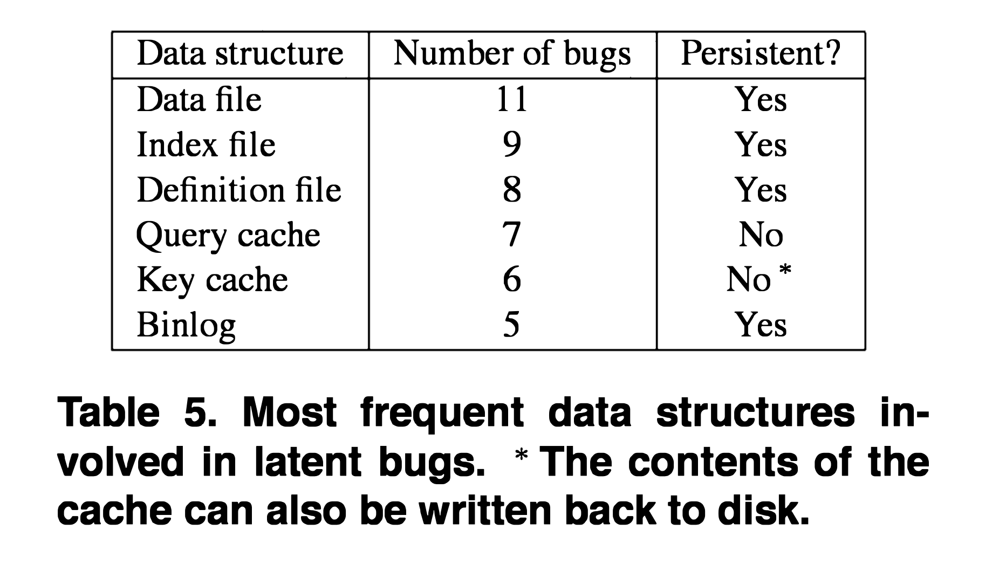 Data structure Number of bugs Persistent?
Data file 11 Yes
Index file 9 Yes
Definition file 8 Yes
Query cache 7 No
Key cache 6 No *
Binlog 5 Yes
Table 5. Most frequent data structures in-
volved in latent bugs. * The contents of the
cache can also be written back to disk.